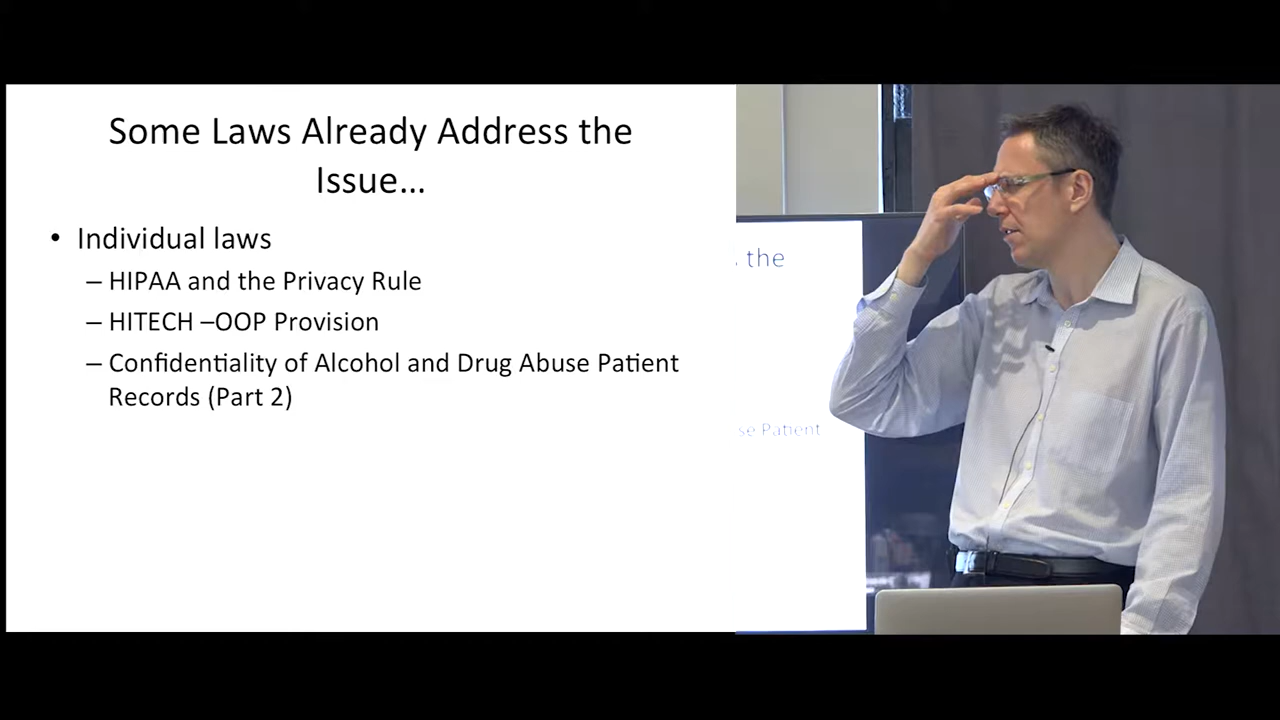 Some Laws Already Address the
Issue…
• Individual laws
– HIPAA and the Privacy Rule
– HITECH –OOP Provision
– Confidentiality of Alcohol and Drug Abuse Patient
Records (Part 2)
the
se Patient